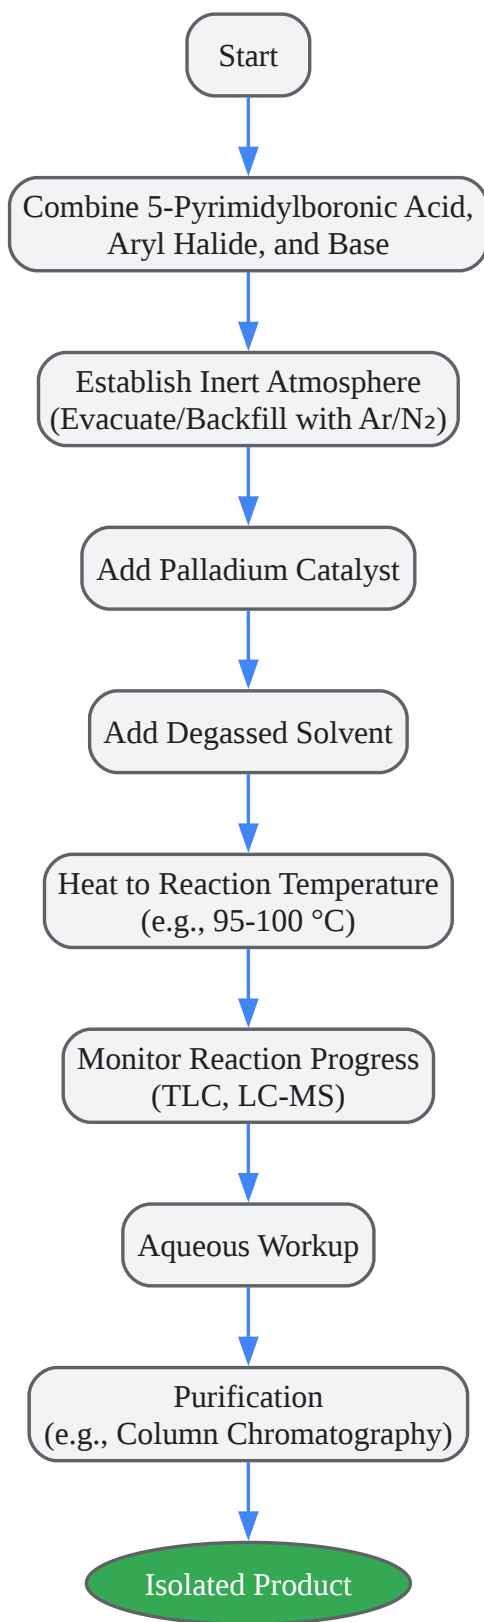 Start
Combine 5-Pyrimidylboronic Acid,
Aryl Halide, and Base
Establish Inert Atmosphere
(Evacuate/Backfill with Ar/N₂)
Add Palladium Catalyst
Add Degassed Solvent
Heat to Reaction Temperature
(e.g., 95-100 °C)
Monitor Reaction Progress
(TLC, LC-MS)
Aqueous Workup
Purification
(e.g., Column Chromatography)
Isolated Product